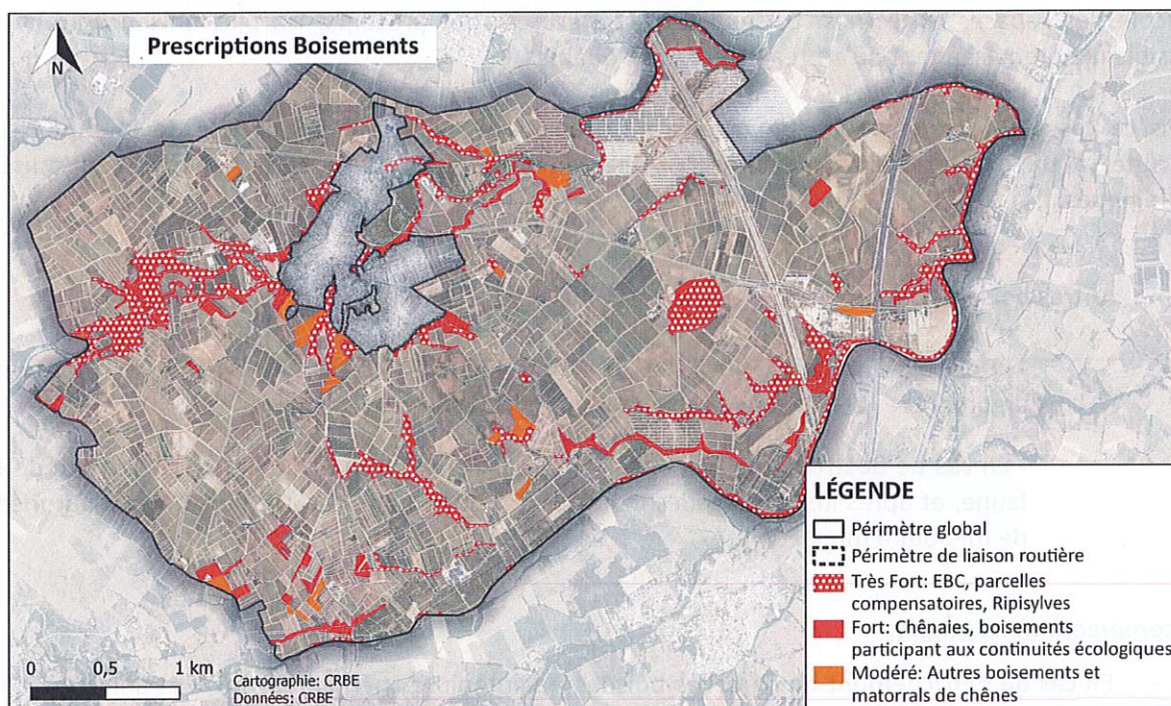 Prescriptions Boisements
N
LÉGENDE
Périmètre global
Périmètre de liaison routière
Très Fort: EBC, parcelles
compensatoires, Ripisylves
Fort: Chênaies, boisements
participant aux continuités écologiques
Modéré: Autres boisements et
matorrals de chênes
0 0,5 1 km
Cartographie: CRBE
Données: CRBE